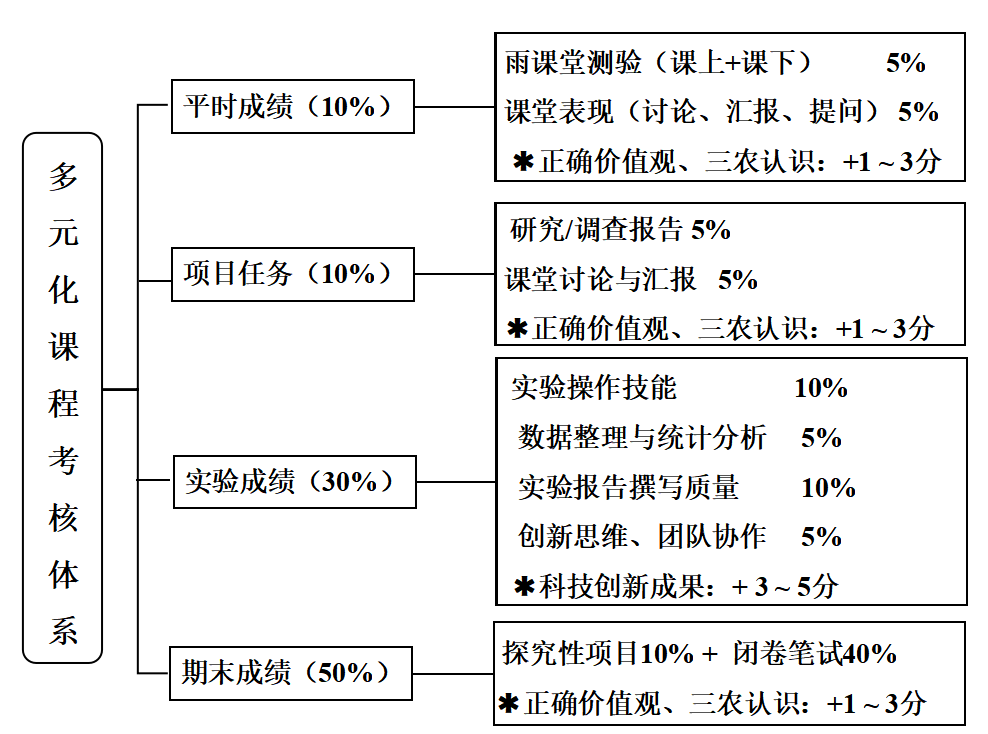 多元化课程考核体系
平时成绩（10%）
雨课堂测验（课上+课下） 5%
课堂表现（讨论、汇报、提问） 5%
✱正确价值观、三农认识：+1 ~ 3分
项目任务（10%）
研究/调查报告 5%
课堂讨论与汇报 5%
✱正确价值观、三农认识：+1 ~ 3分
实验成绩（30%）
实验操作技能 10%
数据整理与统计分析 5%
实验报告撰写质量 10%
创新思维、团队协作 5%
✱科技创新成果：+ 3 ~ 5分
期末成绩（50%）
探究性项目10% + 闭卷笔试40%
✱正确价值观、三农认识：+1 ~ 3分